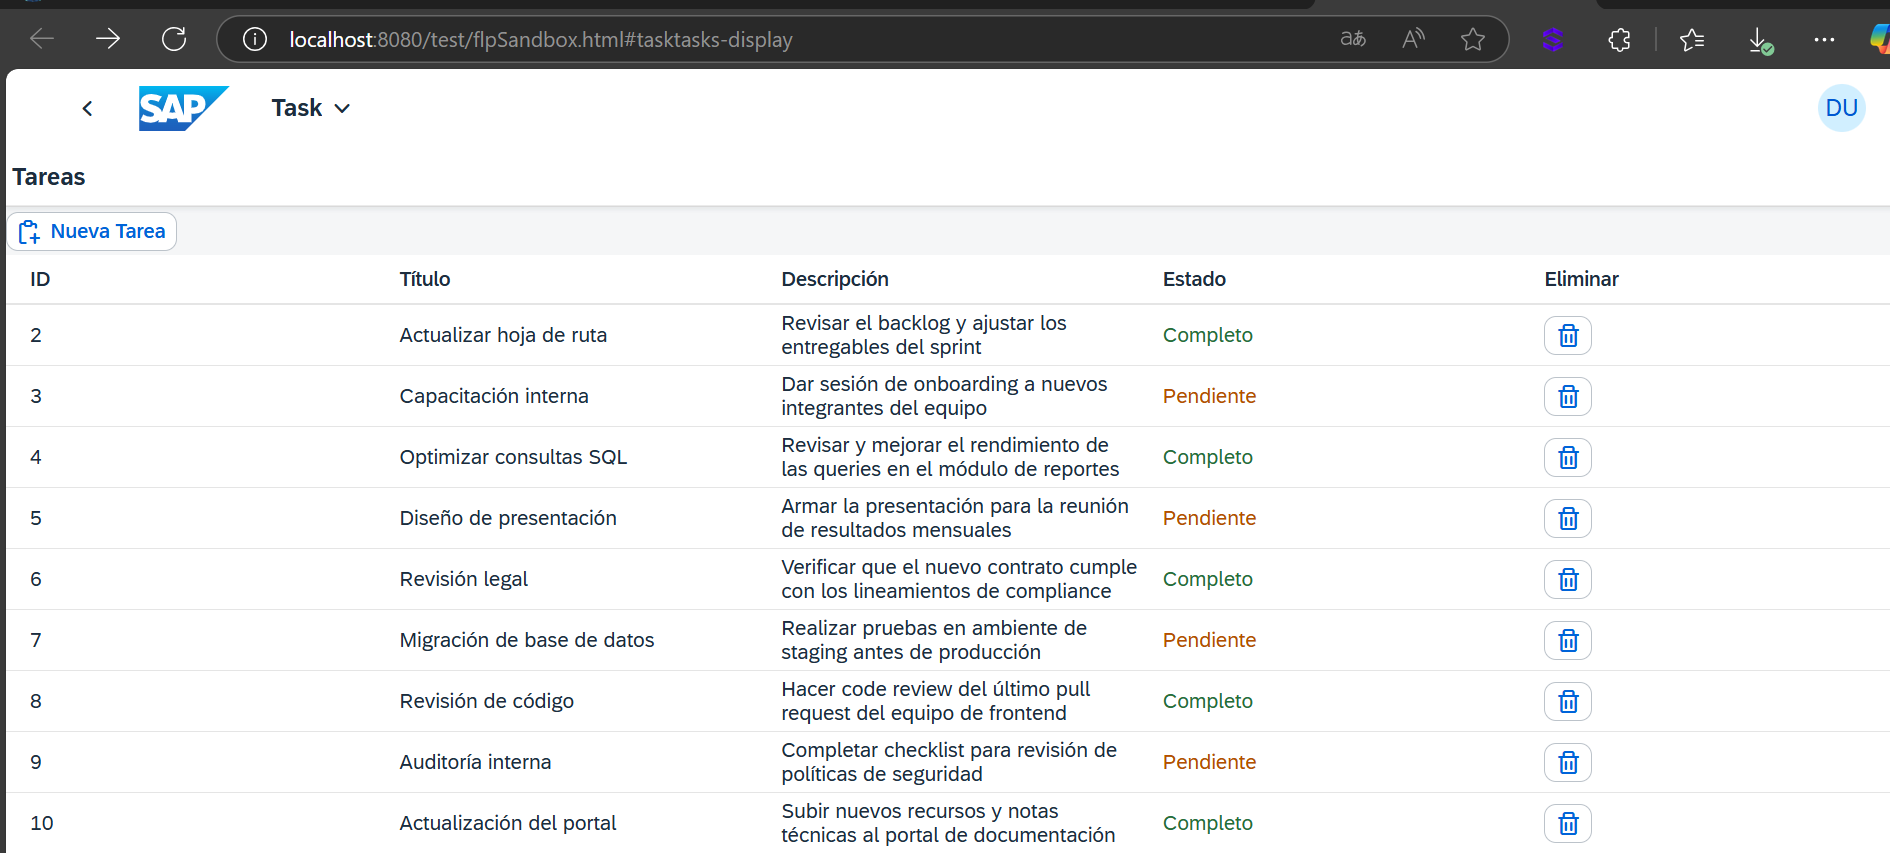 localhost:8080/test/flpSandbox.html#tasktasks-display
aあ
A
SAP
Task
DU
Tareas
Nueva Tarea
ID Título Descripción Estado Eliminar
2 Actualizar hoja de ruta Revisar el backlog y ajustar los
entregables del sprint Completo
3 Capacitación interna Dar sesión de onboarding a nuevos
integrantes del equipo Pendiente
4 Optimizar consultas SQL Revisar y mejorar el rendimiento de
las queries en el módulo de reportes Completo
5 Diseño de presentación Armar la presentación para la reunión
de resultados mensuales Pendiente
6 Revisión legal Verificar que el nuevo contrato cumple
con los lineamientos de compliance Completo
7 Migración de base de datos Realizar pruebas en ambiente de
staging antes de producción Pendiente
8 Revisión de código Hacer code review del último pull
request del equipo de frontend Completo
9 Auditoría interna Completar checklist para revisión de
políticas de seguridad Pendiente
10 Actualización del portal Subir nuevos recursos y notas
técnicas al portal de documentación Completo